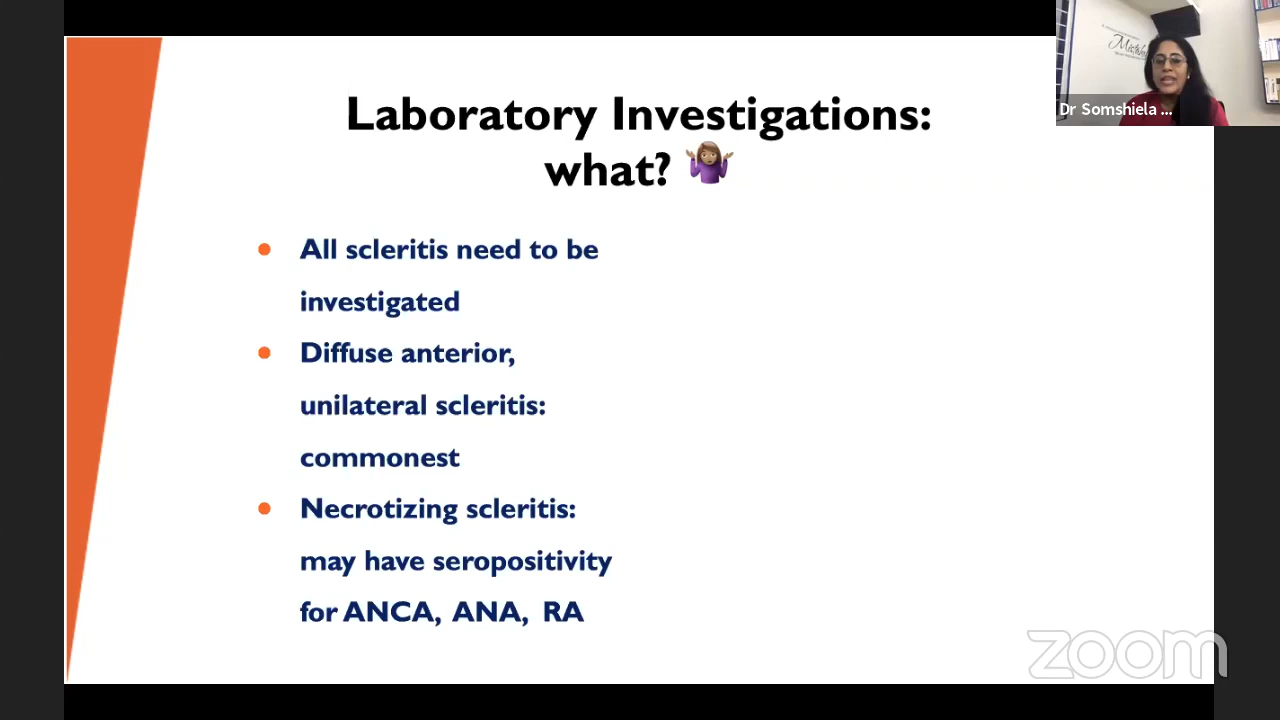 Laboratory Investigations:
what? 🤷🏽‍♀️
Dr Somshiela ...
All scleritis need to be
investigated
Diffuse anterior,
unilateral scleritis:
commonest
Necrotizing scleritis:
may have seropositivity
for ANCA, ANA, RA
zoom